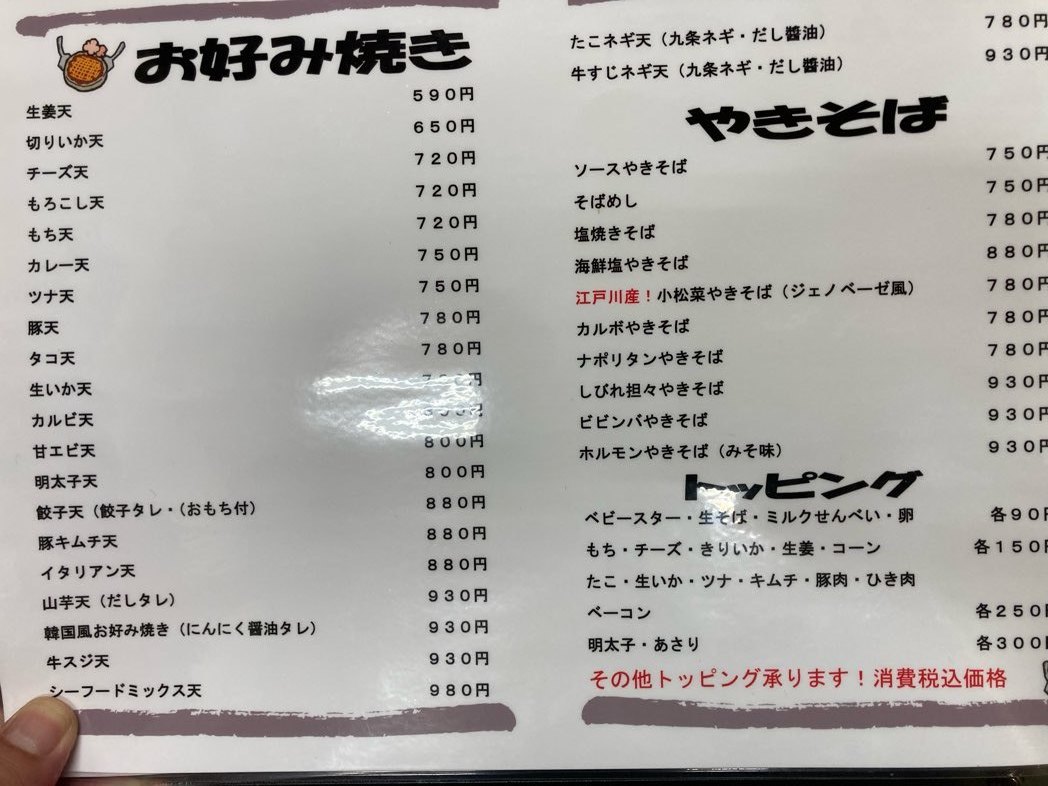 お好み焼き
生姜天 590円
切りいか天 650円
チーズ天 720円
もろこし天 720円
もち天 720円
カレー天 750円
ツナ天 750円
豚天 780円
タコ天 780円
生いか天
カルビ天
甘エビ天 800円
明太子天 800円
餃子天（餃子タレ・（おもち付） 880円
豚キムチ天 880円
イタリアン天 880円
山芋天（だしタレ） 930円
韓国風お好み焼き（にんにく醤油タレ） 930円
牛スジ天 930円
シーフードミックス天 980円
たこネギ天（九条ネギ・だし醤油） 780円
牛すじネギ天（九条ネギ・だし醤油） 930円
やきそば
ソースやきそば 750円
そばめし 750円
塩焼きそば 780円
海鮮塩やきそば 880円
江戸川産！小松菜やきそば（ジェノベーゼ風） 780円
カルボやきそば 780円
ナポリタンやきそば 780円
しびれ担々やきそば 930円
ビビンバやきそば 930円
ホルモンやきそば（みそ味） 930円
トッピング
ベビースター・生そば・ミルクせんべい・卵 各90円
もち・チーズ・きりいか・生姜・コーン 各150円
たこ・生いか・ツナ・キムチ・豚肉・ひき肉
ベーコン 各250円
明太子・あさり 各300円
その他トッピング承ります！消費税込価格